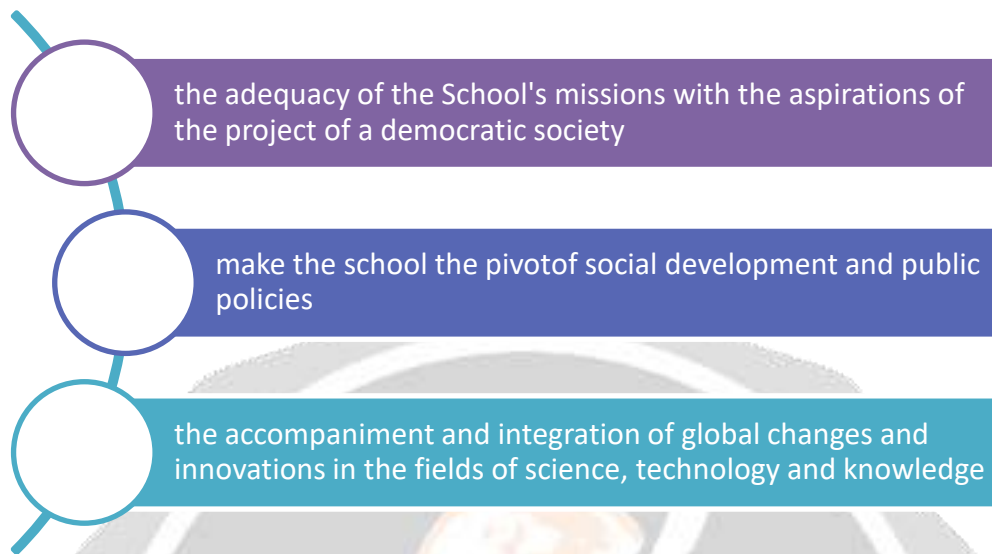 the adequacy of the School's missions with the aspirations of
the project of a democratic society
make the school the pivotof social development and public
policies
the accompaniment and integration of global changes and
innovations in the fields of science, technology and knowledge